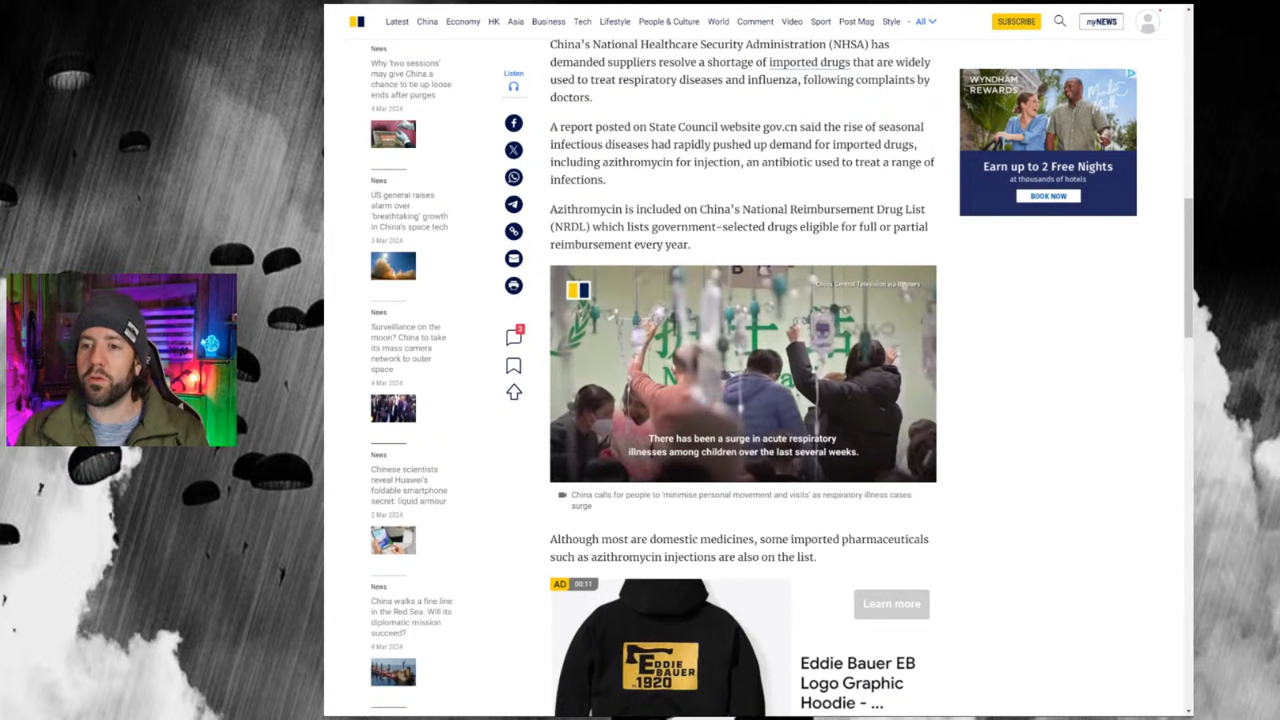 Latest China Economy HK Asia Business Tech Lifestyle People & Culture World Comment Video Sport Post Mag Style • All
SUBSCRIBE
myNEWS
News
Why 'two sessions'
may give China a
chance to tie up loose
ends after purges
4 Mar 2024
News
US general raises
alarm over
'breathtaking' growth
in China's space tech
3 Mar 2024
News
Surveillance on the
moon? China to take
its mass camera
network to outer
space
4 Mar 2024
News
Chinese scientists
reveal Huawei's
foldable smartphone
secret: liquid armour
2 Mar 2024
News
China walks a fine line
in the Red Sea. Will its
diplomatic mission
succeed?
4 Mar 2024
Listen
3
China's National Healthcare Security Administration (NHSA) has
demanded suppliers resolve a shortage of imported drugs that are widely
used to treat respiratory diseases and influenza, following complaints by
doctors.
A report posted on State Council website gov.cn said the rise of seasonal
infectious diseases had rapidly pushed up demand for imported drugs,
including azithromycin for injection, an antibiotic used to treat a range of
infections.
Azithromycin is included on China's National Reimbursement Drug List
(NRDL) which lists government-selected drugs eligible for full or partial
reimbursement every year.
China Central Television via Reuters
There has been a surge in acute respiratory
illnesses among children over the last several weeks.
China calls for people to 'minimise personal movement and visits' as respiratory illness cases
surge
Although most are domestic medicines, some imported pharmaceuticals
such as azithromycin injections are also on the list.
AD 00:11
EDDIE
BAUER
1920
Learn more
Eddie Bauer EB
Logo Graphic
Hoodie - ...
WYNDHAM
REWARDS
Earn up to 2 Free Nights
at thousands of hotels
BOOK NOW